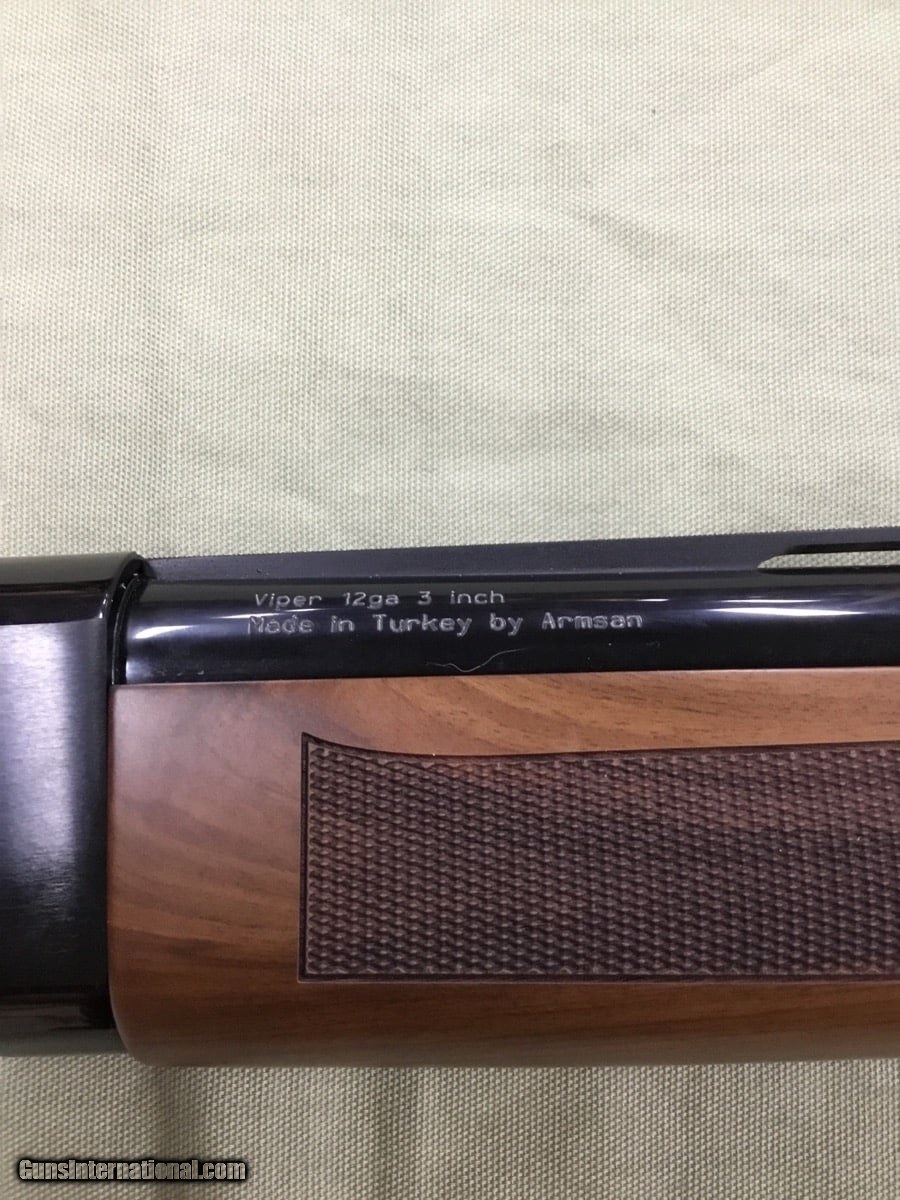 Viper 12ga 3 inch
Made in Turkey by Armsan
GunsInternational.com